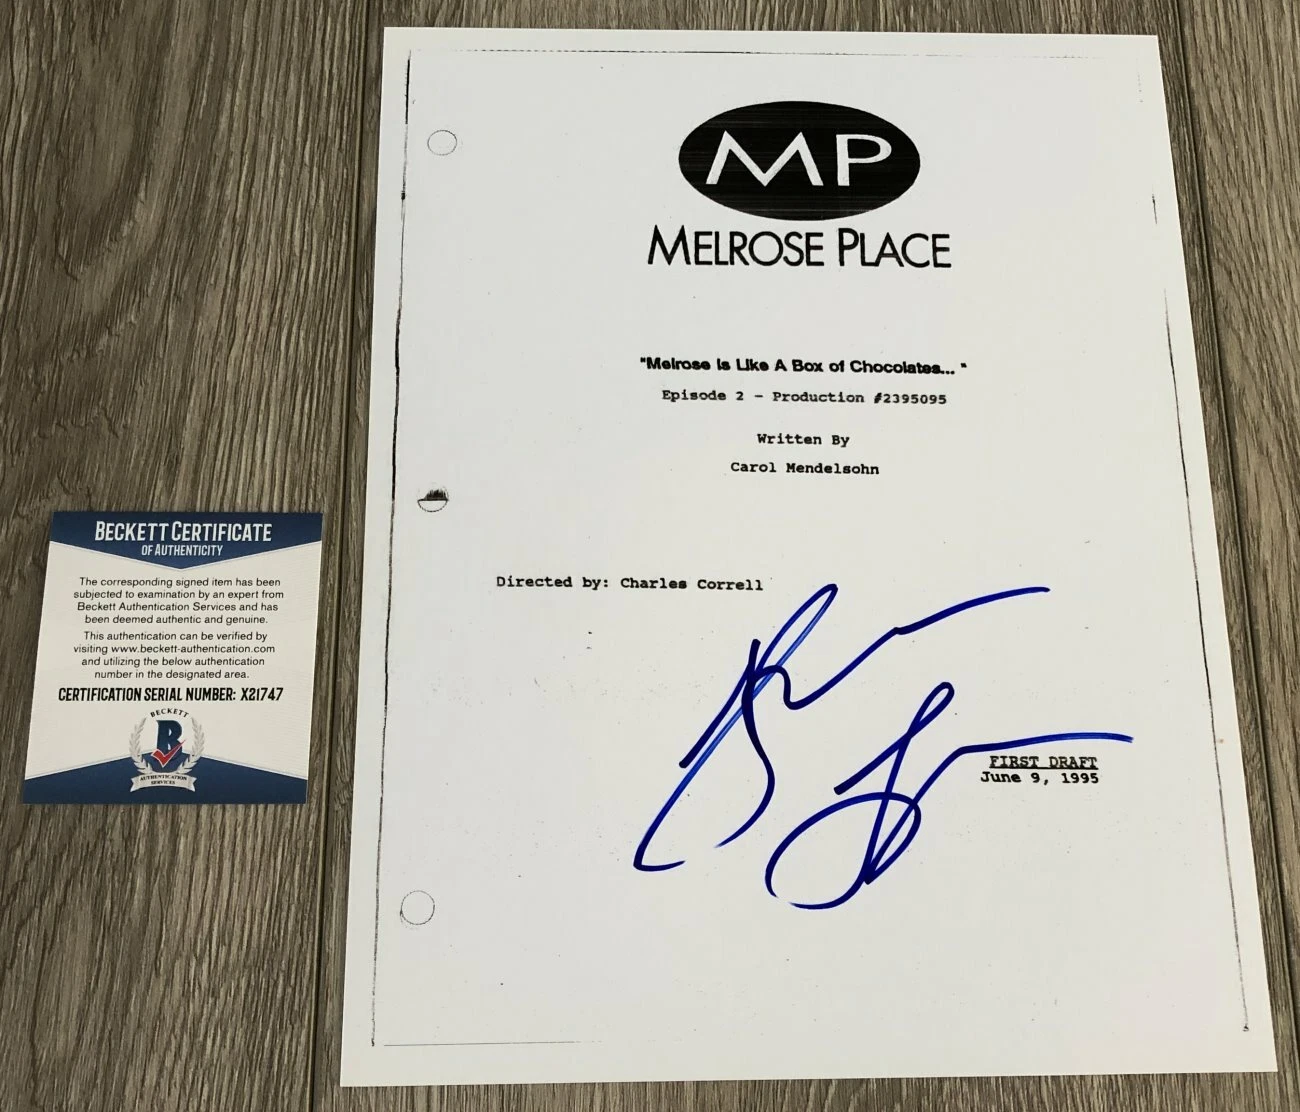 BECKETT CERTIFICATE
OF AUTHENTICITY
The corresponding signed item has been
subjected to examination by an expert from
Beckett Authentication Services and has
been deemed authentic and genuine.
This authentication can be verified by
visiting www.beckett-authentication.com
and utilizing the below authentication
number in the designated area.
CERTIFICATION SERIAL NUMBER: X21747
BECKETT
B
AUTHENTICATION
SERVICES
MP
MELROSE PLACE
"Melrose Is Like A Box of Chocolates... "
Episode 2 - Production #2395095
Written By
Carol Mendelsohn
Directed by: Charles Correll
FIRST DRAFT
June 9, 1995